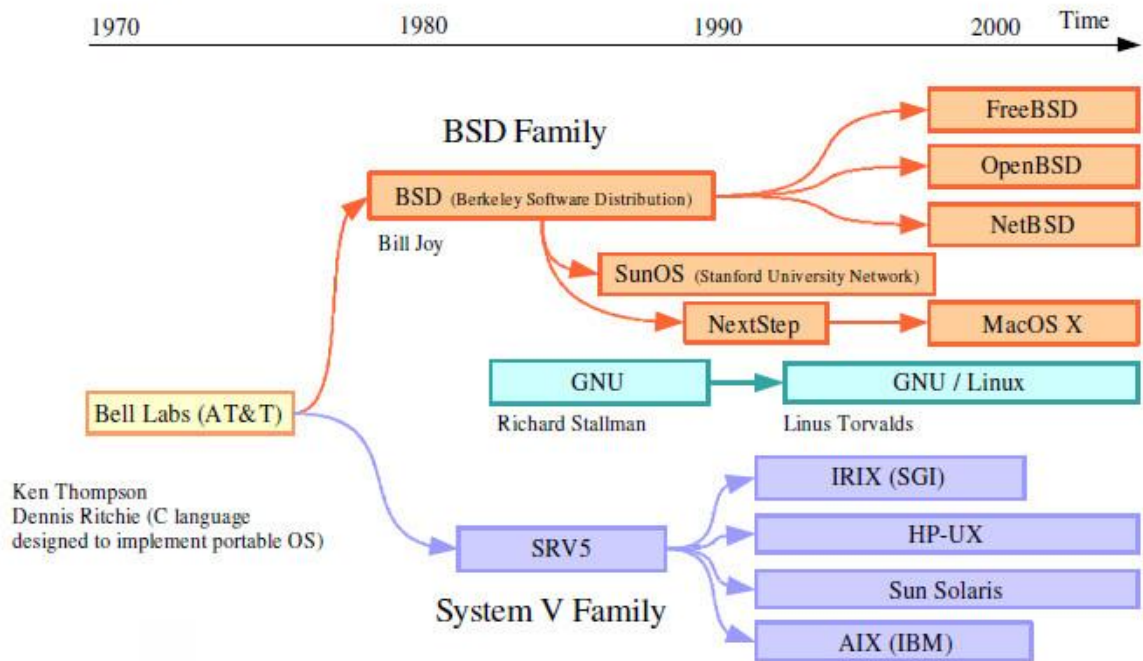 1970 1980 1990 2000 Time
BSD Family
FreeBSD
OpenBSD
BSD (Berkeley Software Distribution)
NetBSD
Bill Joy
SunOS (Stanford University Network)
NextStep
MacOS X
GNU
GNU / Linux
Richard Stallman
Linus Torvalds
Bell Labs (AT&T)
Ken Thompson
Dennis Ritchie (C language
designed to implement portable OS)
IRIX (SGI)
HP-UX
SRV5
Sun Solaris
System V Family
AIX (IBM)